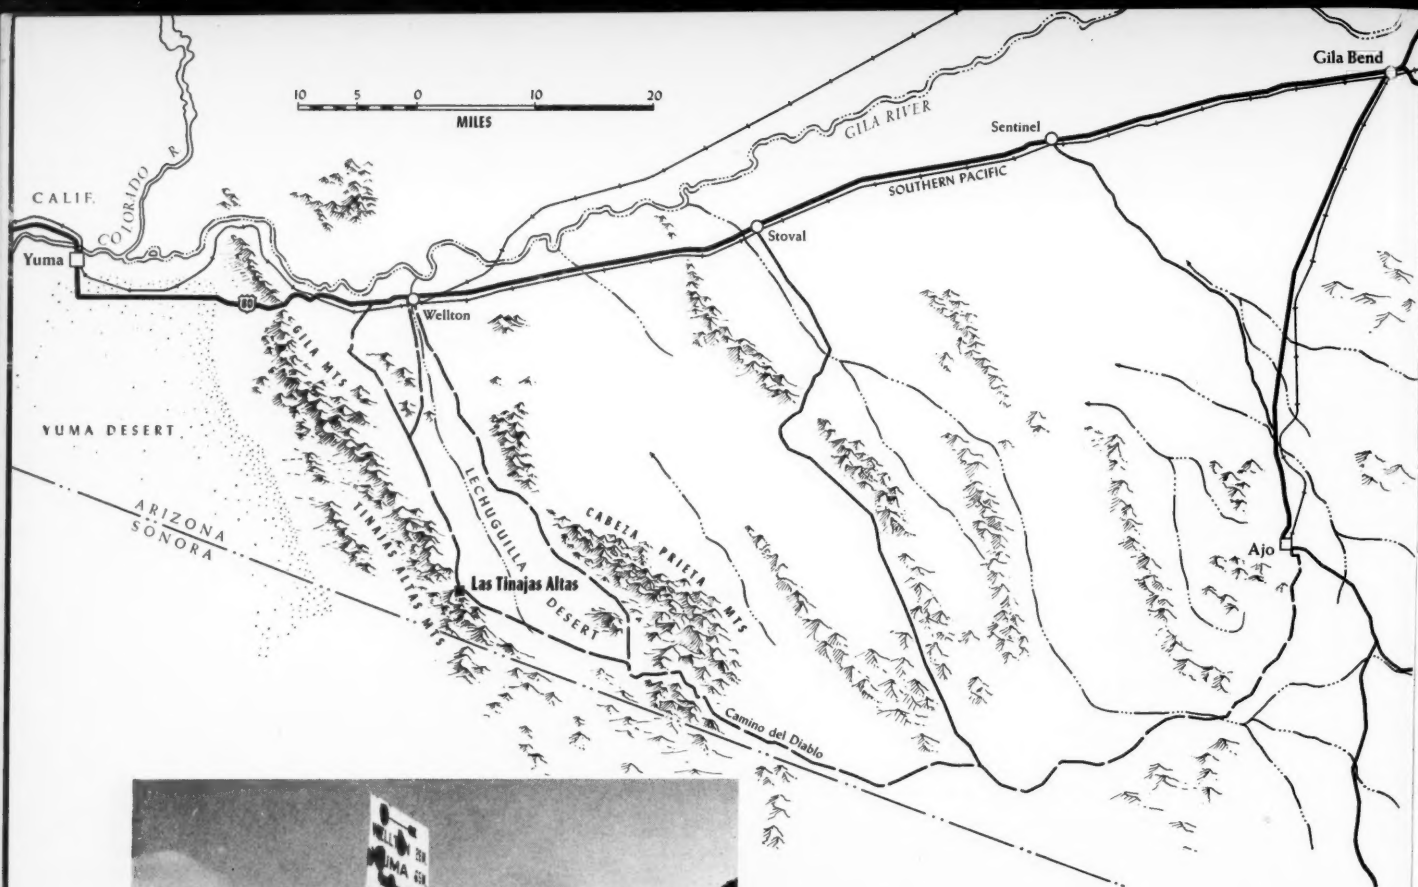 Gila Bend
10 5 0 10 20
MILES
GILA RIVER
Sentinel
SOUTHERN PACIFIC
CALIF.
COLORADO R
Yuma
Stoval
80
Wellton
GILA MTS
YUMA DESERT
ARIZONA
SONORA
TINAJAS ALTAS MTS
LECHUGUILLA DESERT
CABEZA PRIETA MTS
Las Tinajas Altas
Ajo
Camino del Diablo